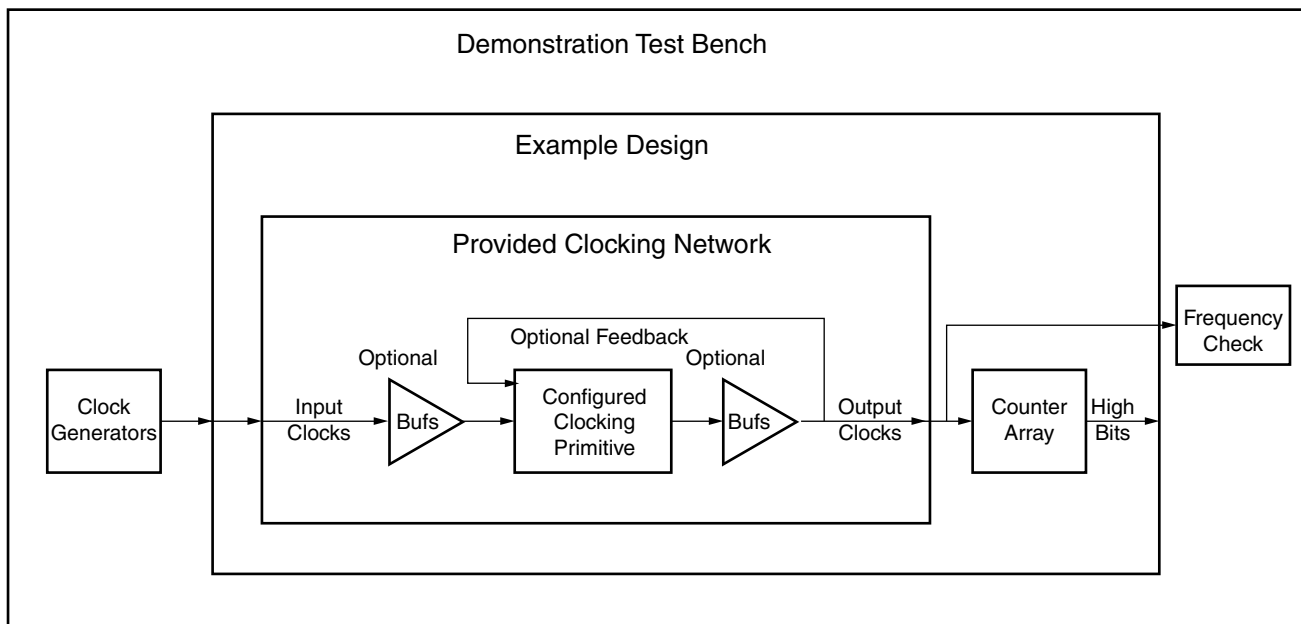 Demonstration Test Bench
Example Design
Provided Clocking Network
Optional Feedback
Optional
Optional
Clock
Generators
Input
Clocks
Bufs
Configured
Clocking
Primitive
Bufs
Output
Clocks
Counter
Array
High
Bits
Frequency
Check